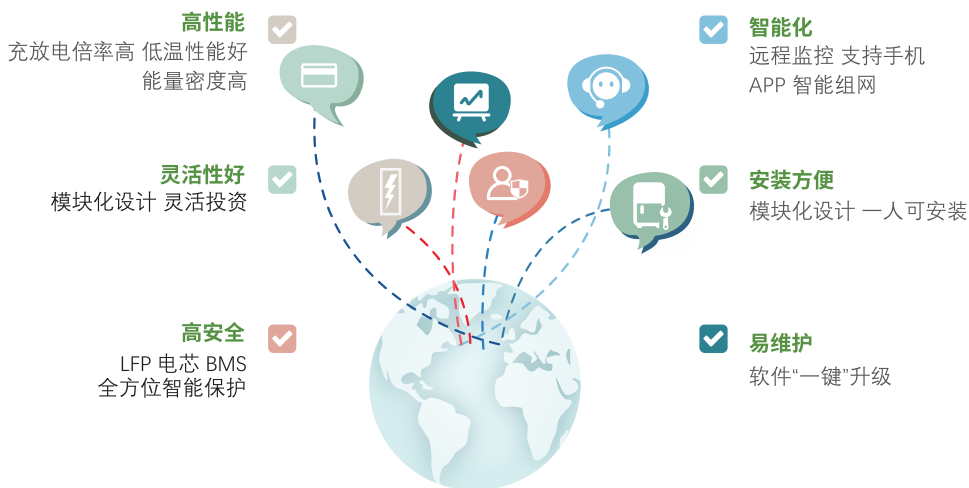 高性能
充放电倍率高 低温性能好
能量密度高
灵活性好
模块化设计 灵活投资
高安全
LFP 电芯 BMS
全方位智能保护
智能化
远程监控 支持手机
APP 智能组网
安装方便
模块化设计 一人可安装
易维护
软件“一键”升级